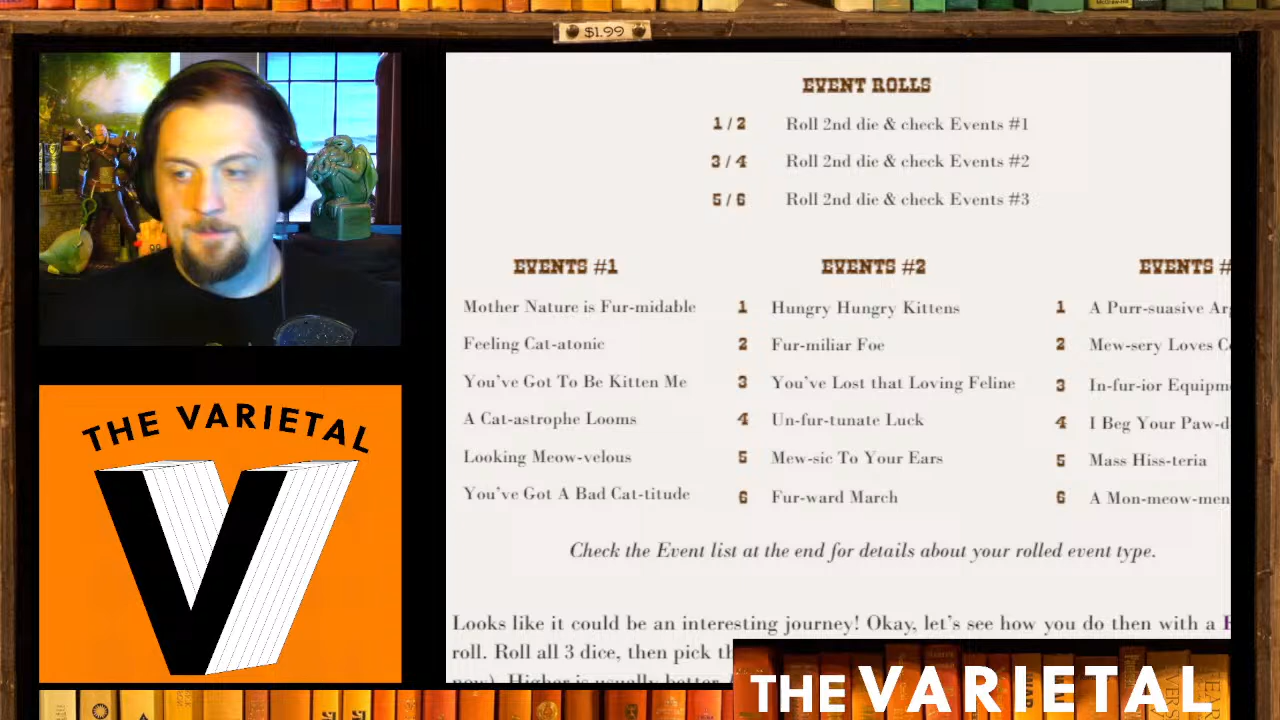 $1.99
EVENT ROLLS
1 / 2 Roll 2nd die & check Events #1
3 / 4 Roll 2nd die & check Events #2
5 / 6 Roll 2nd die & check Events #3
EVENTS #1
Mother Nature is Fur-midable
Feeling Cat-atonic
You've Got To Be Kitten Me
A Cat-astrophe Looms
Looking Meow-velous
You've Got A Bad Cat-titude
EVENTS #2
1 Hungry Hungry Kittens
2 Fur-miliar Foe
3 You've Lost that Loving Feline
4 Un-fur-tunate Luck
5 Mew-sic To Your Ears
6 Fur-ward March
EVENTS #
1 A Purr-suasive
2 Mew-sery Loves
3 In-fur-ior
4 I Beg Your
5 Mass Hiss-teria
6 A
Check the Event list at the end for details about your rolled event type.
Looks like it could be an interesting journey! Okay, let's see how you do then with a
roll. Roll all 3 dice, then pick
now). Higher is usually better
THE VARIETAL
V
THE VARIETAL